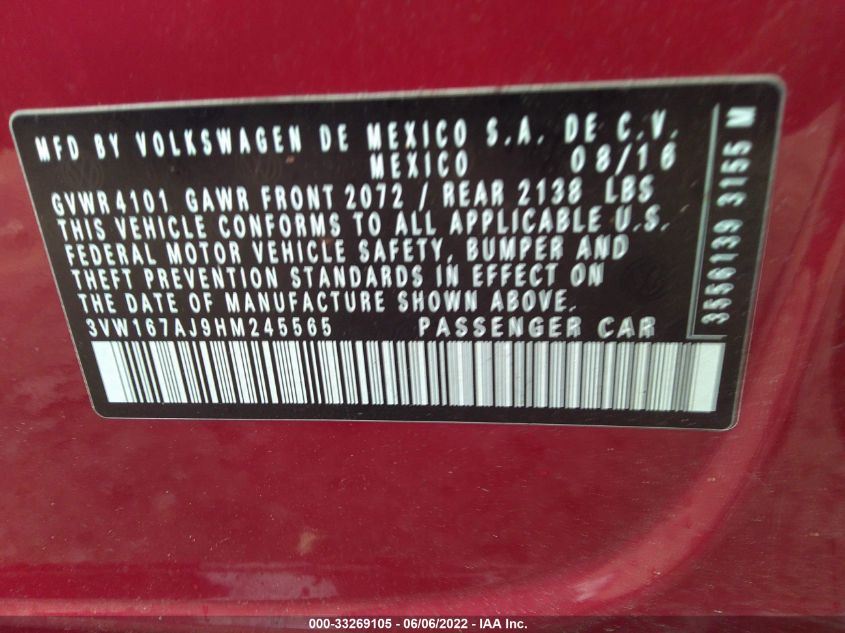 MFD BY VOLKSWAGEN DE MEXICO S.A. DE C.V.
MEXICO 08/16
GVWR 4101 GAWR FRONT 2072 / REAR 2138 LBS
THIS VEHICLE CONFORMS TO ALL APPLICABLE U.S.
FEDERAL MOTOR VEHICLE SAFETY, BUMPER AND
THEFT PREVENTION STANDARDS IN EFFECT ON
THE DATE OF MANUFACTURE SHOWN ABOVE.
3VW167AJ9HM245565 PASSENGER CAR
3556139 3155 M
000-33269105 - 06/06/2022 - © IAA Inc.